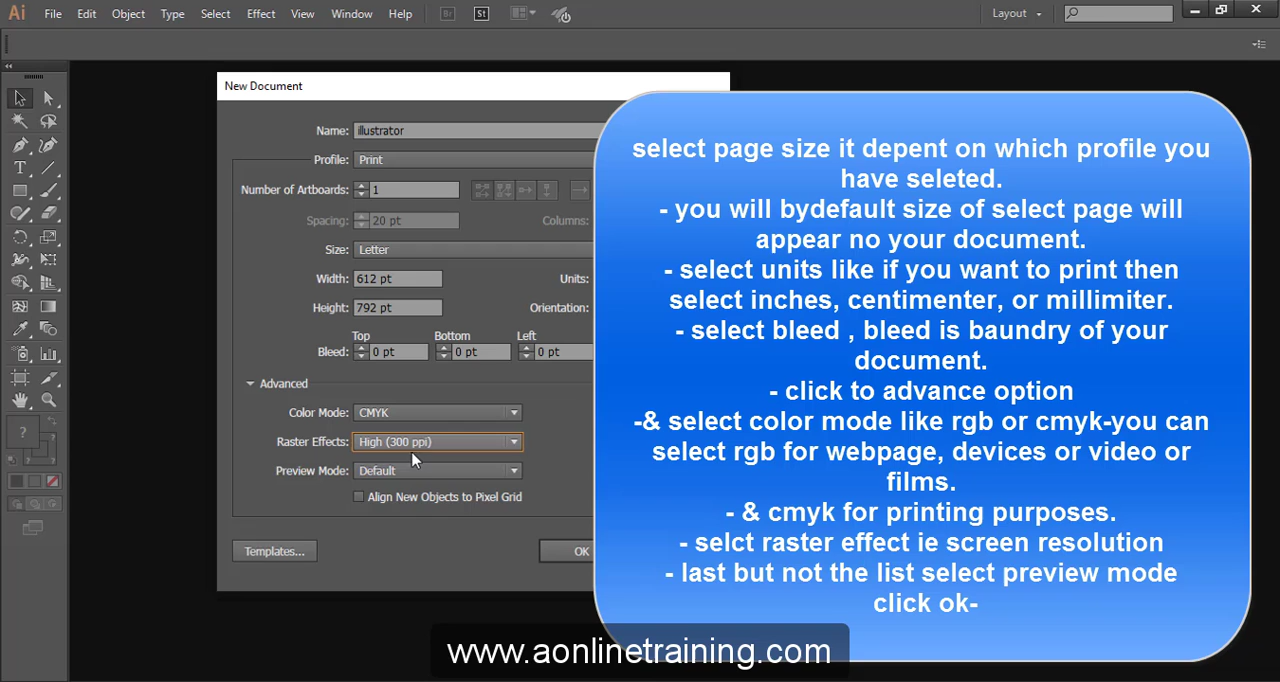 Ai File Edit Object Type Select Effect View Window Help Br St Layout
New Document
Name: illustrator
Profile: Print
Number of Artboards: 1
Spacing: 20 pt Columns:
Size: Letter
Width: 612 pt Units:
Height: 792 pt Orientation:
Top Bottom Left
Bleed: 0 pt 0 pt 0 pt
Advanced
Color Mode: CMYK
Raster Effects: High (300 ppi)
Preview Mode: Default
Align New Objects to Pixel Grid
Templates... OK
select page size it depent on which profile you
have seleted.
- you will bydefault size of select page will
appear no your document.
- select units like if you want to print then
select inches, centimenter, or millimiter.
- select bleed , bleed is baundry of your
document.
- click to advance option
-& select color mode like rgb or cmyk-you can
select rgb for webpage, devices or video or
films.
- & cmyk for printing purposes.
- selct raster effect ie screen resolution
- last but not the list select preview mode
click ok-
www.aonlinetraining.com